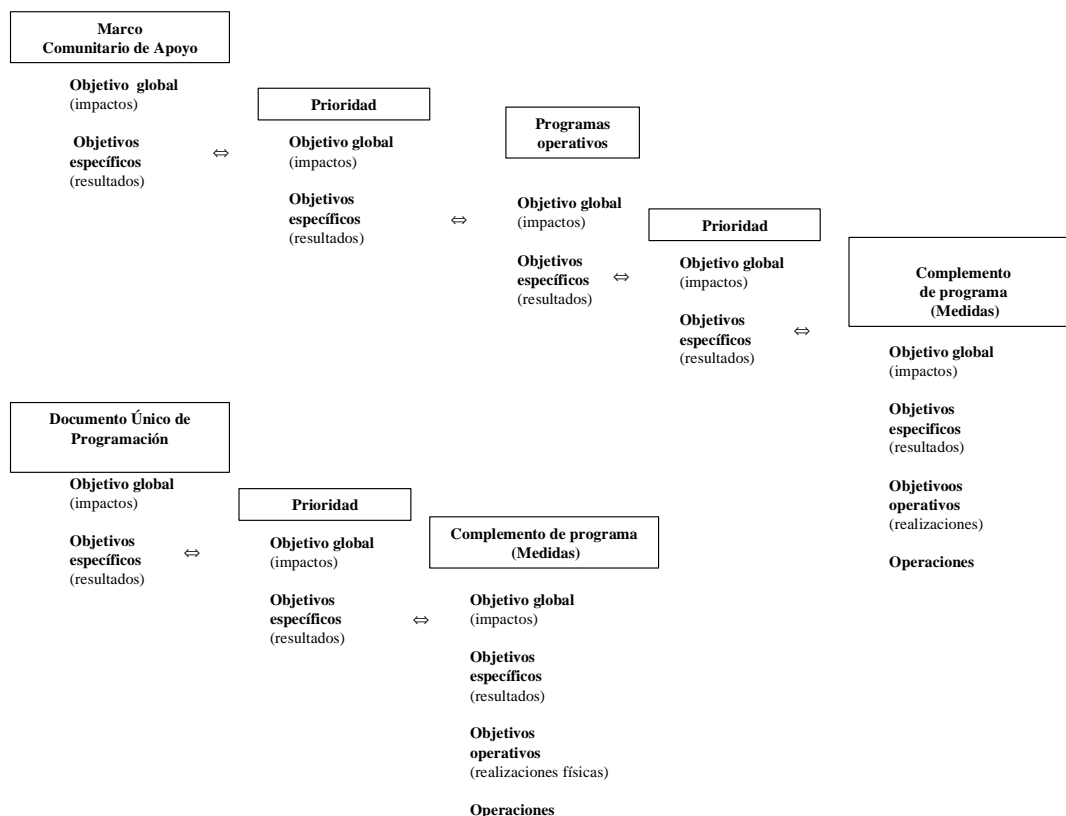 Marco
Comunitario de Apoyo
Objetivo global
(impactos)
Objetivos
específicos
(resultados)
⇔
Prioridad
Objetivo global
(impactos)
Objetivos
específicos
(resultados)
⇔
Programas
operativos
Objetivo global
(impactos)
Objetivos
específicos
(resultados)
⇔
Prioridad
Objetivo global
(impactos)
Objetivos
específicos
(resultados)
⇔
Complemento
de programa
(Medidas)
Objetivo global
(impactos)
Objetivos
especificos
(resultados)
Objetivoos
operativos
(realizaciones)
Operaciones
Documento Único de
Programación
Objetivo global
(impactos)
Objetivos
específicos
(resultados)
⇔
Prioridad
Objetivo global
(impactos)
Objetivos
específicos
(resultados)
⇔
Complemento de programa
(Medidas)
Objetivo global
(impactos)
Objetivos
específicos
(resultados)
Objetivos
operativos
(realizaciones físicas)
Operaciones